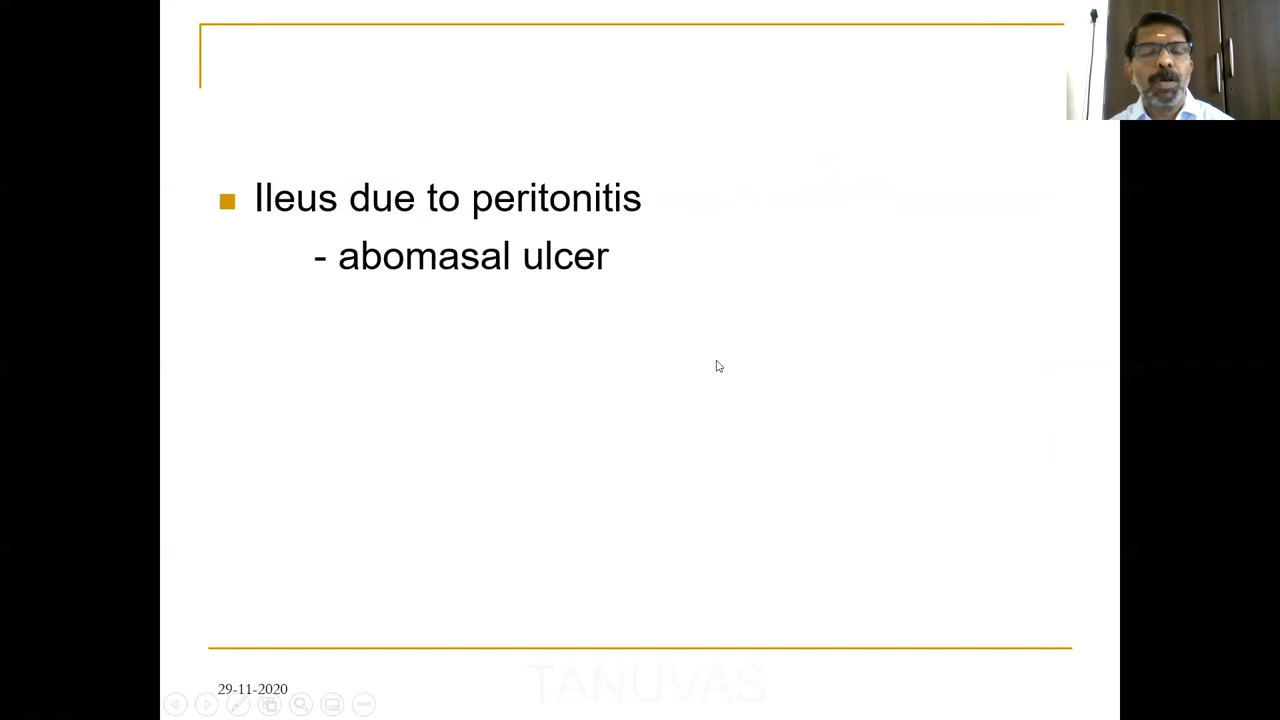 ■ Ileus due to peritonitis
- abomasal ulcer
29-11-2020
TANUVAS